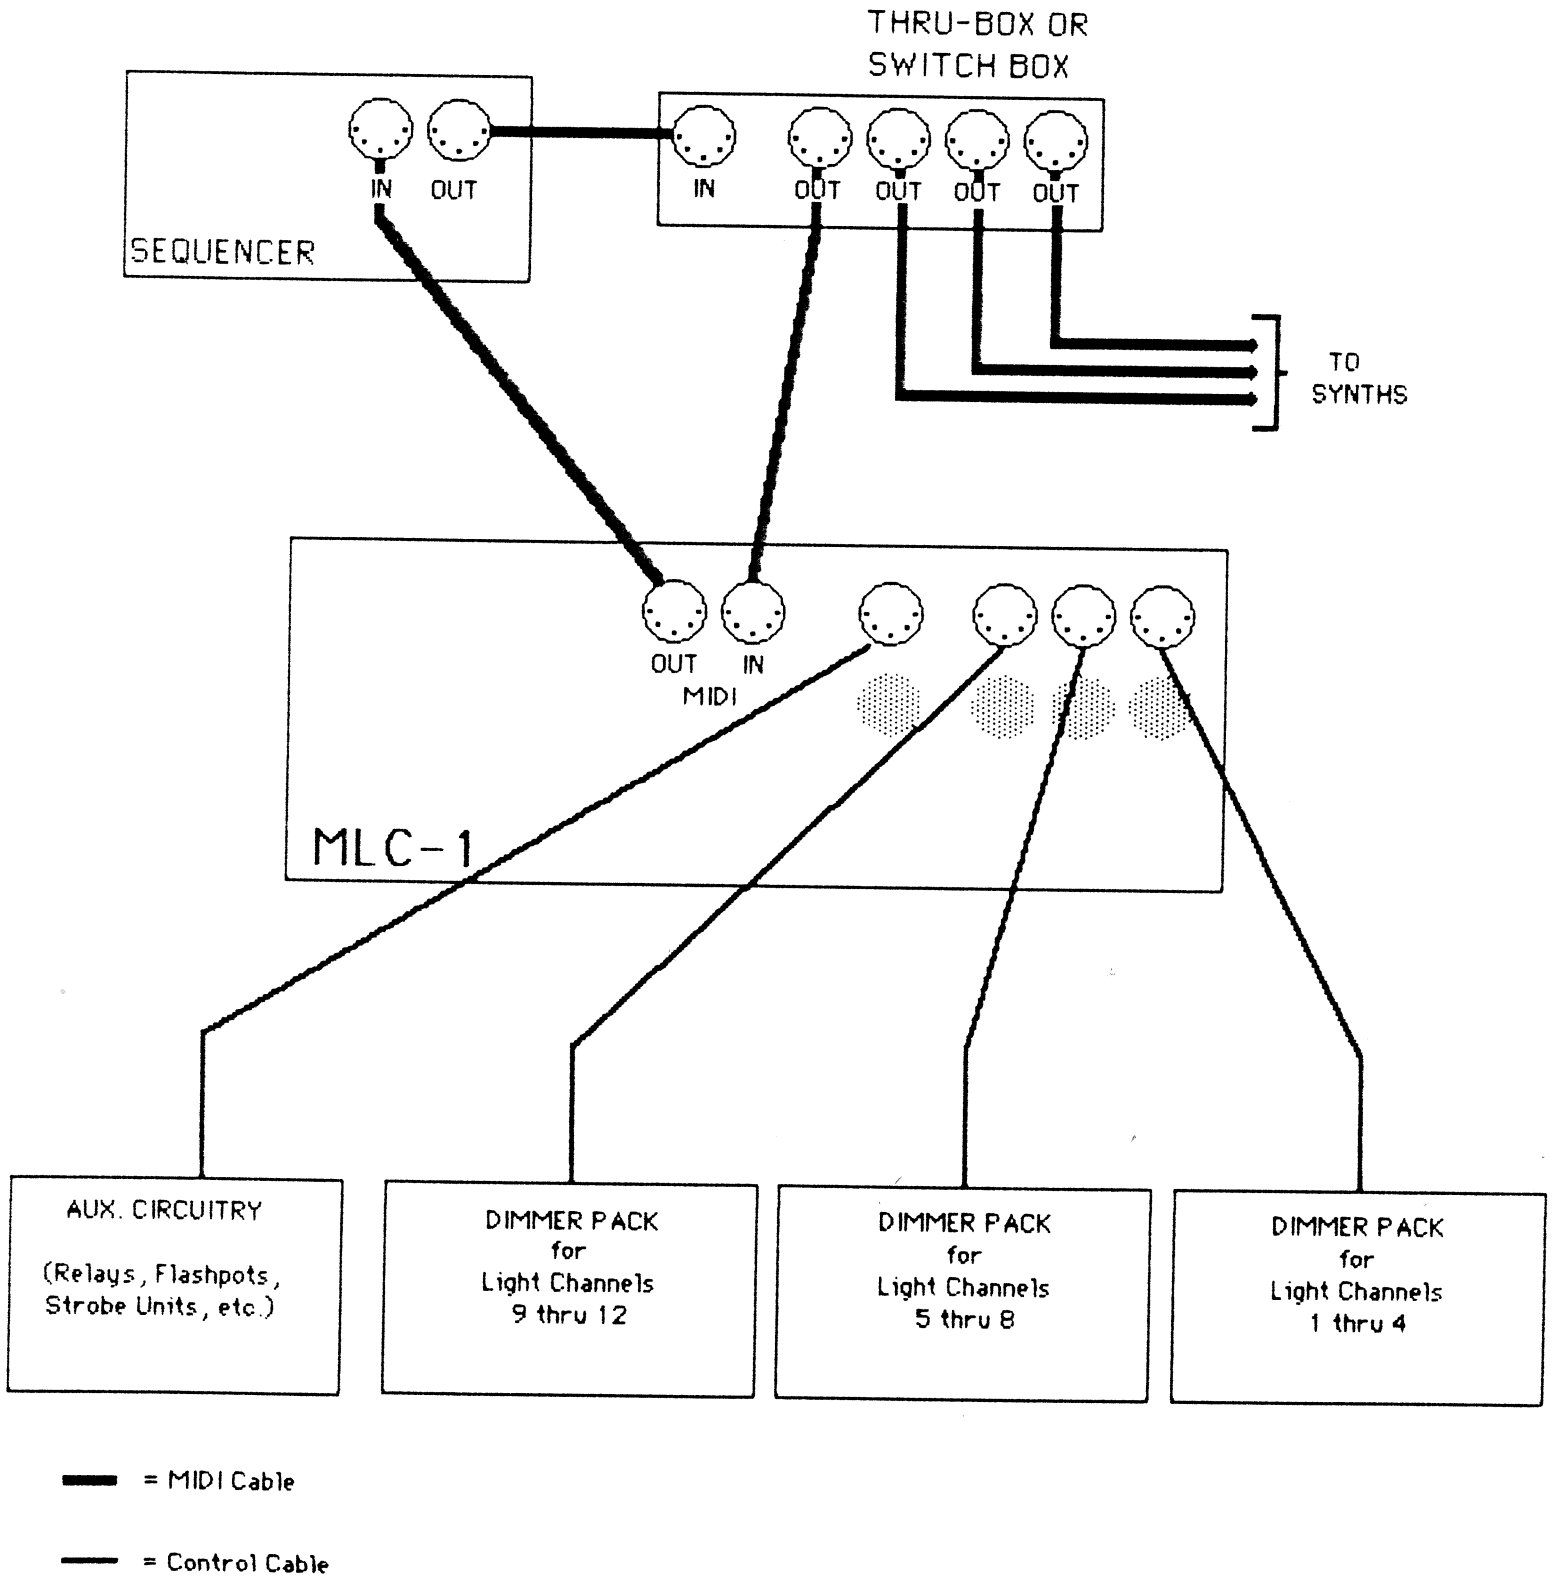 THRU-BOX OR
SWITCH BOX
IN OUT
SEQUENCER
IN OUT OUT OUT OUT
TO
SYNTHS
OUT IN
MIDI
MLC-1
AUX. CIRCUITRY
(Relays, Flashpots,
Strobe Units, etc.)
DIMMER PACK
for
Light Channels
9 thru 12
DIMMER PACK
for
Light Channels
5 thru 8
DIMMER PACK
for
Light Channels
1 thru 4
= MIDI Cable
= Control Cable